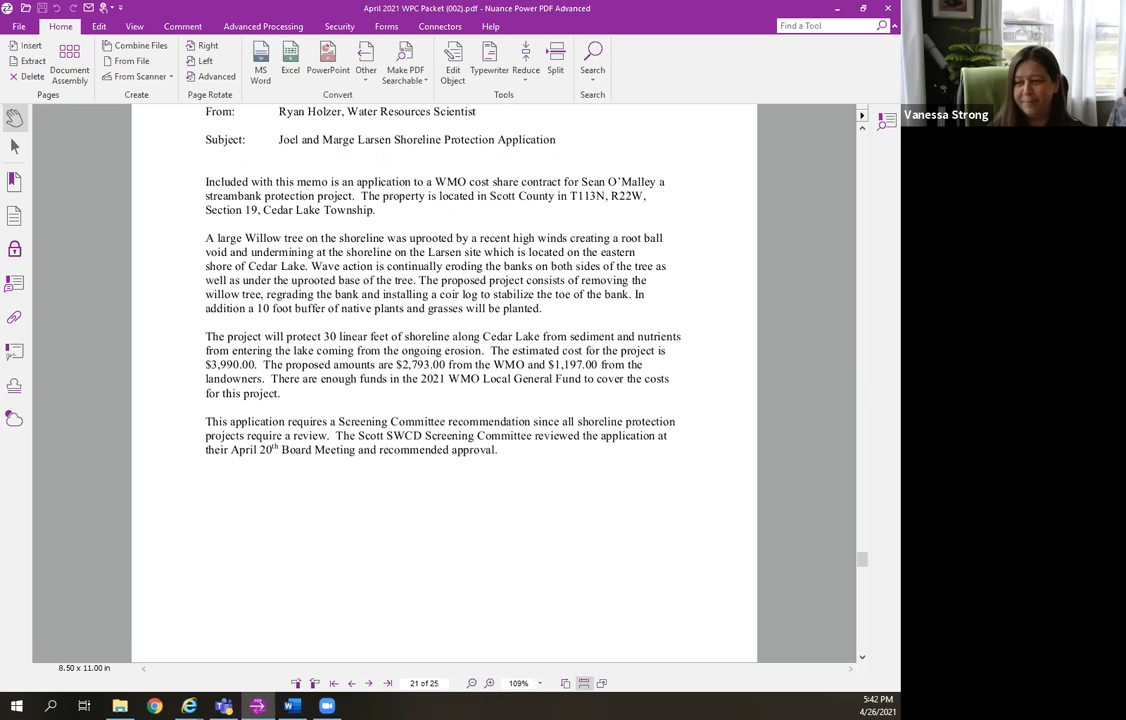 April 2021 WPC Packet (002).pdf - Nuance Power PDF Advanced
File Home Edit View Comment Advanced Processing Security Forms Connectors Help Find a Tool
Insert
Extract
Delete
Document
Assembly
Pages
Combine Files
From File
From Scanner
Create
Right
Left
Advanced
Page Rotate
MS
Word
Excel
PowerPoint
Other
Make PDF
Searchable
Convert
Edit
Object
Typewriter
Reduce
Split
Tools
Search
Search
Vanessa Strong
From: Ryan Holzer, Water Resources Scientist
Subject: Joel and Marge Larsen Shoreline Protection Application
Included with this memo is an application to a WMO cost share contract for Sean O’Malley a
streambank protection project. The property is located in Scott County in T113N, R22W,
Section 19, Cedar Lake Township.
A large Willow tree on the shoreline was uprooted by a recent high winds creating a root ball
void and undermining at the shoreline on the Larsen site which is located on the eastern
shore of Cedar Lake. Wave action is continually eroding the banks on both sides of the tree as
well as under the uprooted base of the tree. The proposed project consists of removing the
willow tree, regrading the bank and installing a coir log to stabilize the toe of the bank. In
addition a 10 foot buffer of native plants and grasses will be planted.
The project will protect 30 linear feet of shoreline along Cedar Lake from sediment and nutrients
from entering the lake coming from the ongoing erosion. The estimated cost for the project is
$3,990.00. The proposed amounts are $2,793.00 from the WMO and $1,197.00 from the
landowners. There are enough funds in the 2021 WMO Local General Fund to cover the costs
for this project.
This application requires a Screening Committee recommendation since all shoreline protection
projects require a review. The Scott SWCD Screening Committee reviewed the application at
their April 20th Board Meeting and recommended approval.
8.50 x 11.00 in
21 of 25
109%
5:42 PM
4/26/2021